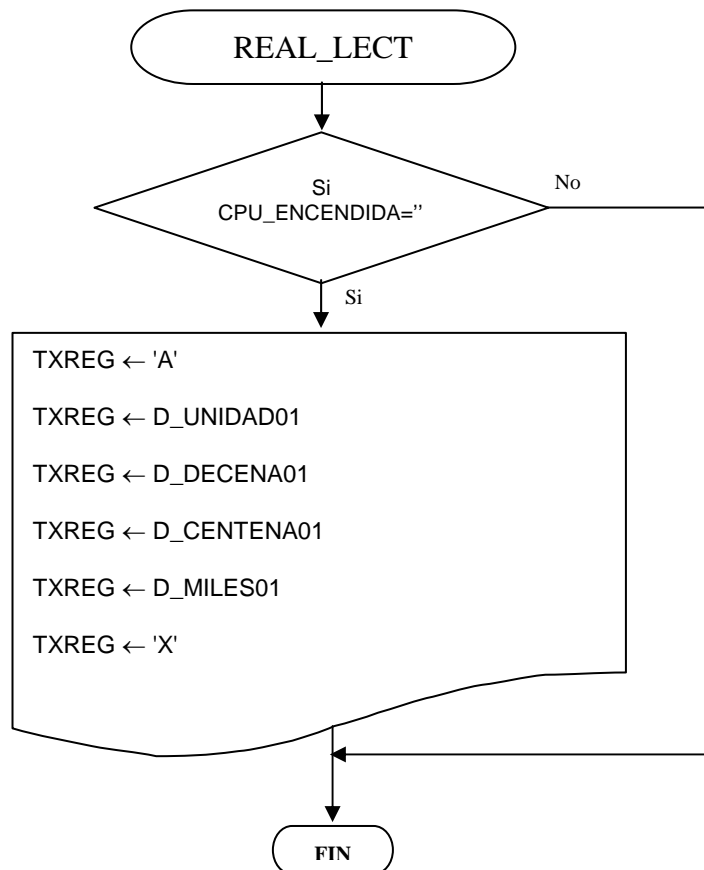 REAL_LECT
Si
CPU_ENCENDIDA=''
No
Si
TXREG ← 'A'
TXREG ← D_UNIDAD01
TXREG ← D_DECENA01
TXREG ← D_CENTENA01
TXREG ← D_MILES01
TXREG ← 'X'
FIN